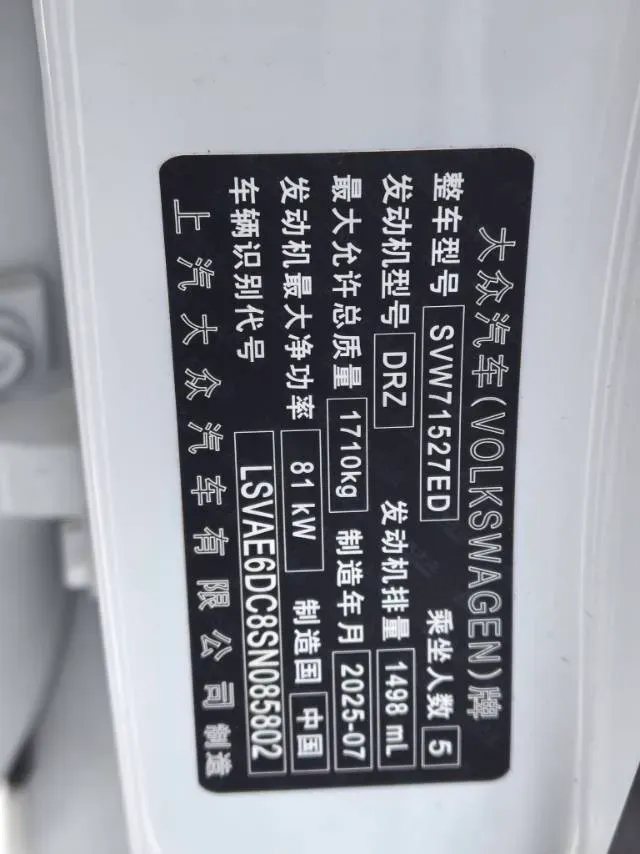 大众汽车(VOLKSWAGEN)牌
整车型号 SVW71527ED 乘坐人数 5
发动机型号 DRZ 发动机排量 1498 mL
最大允许总质量 1710kg 制造年月 2025-07
发动机最大净功率 81 kW 制造国 中国
车辆识别代号 LSVAE6DC8SN085802
上汽大众汽车有限公司制造